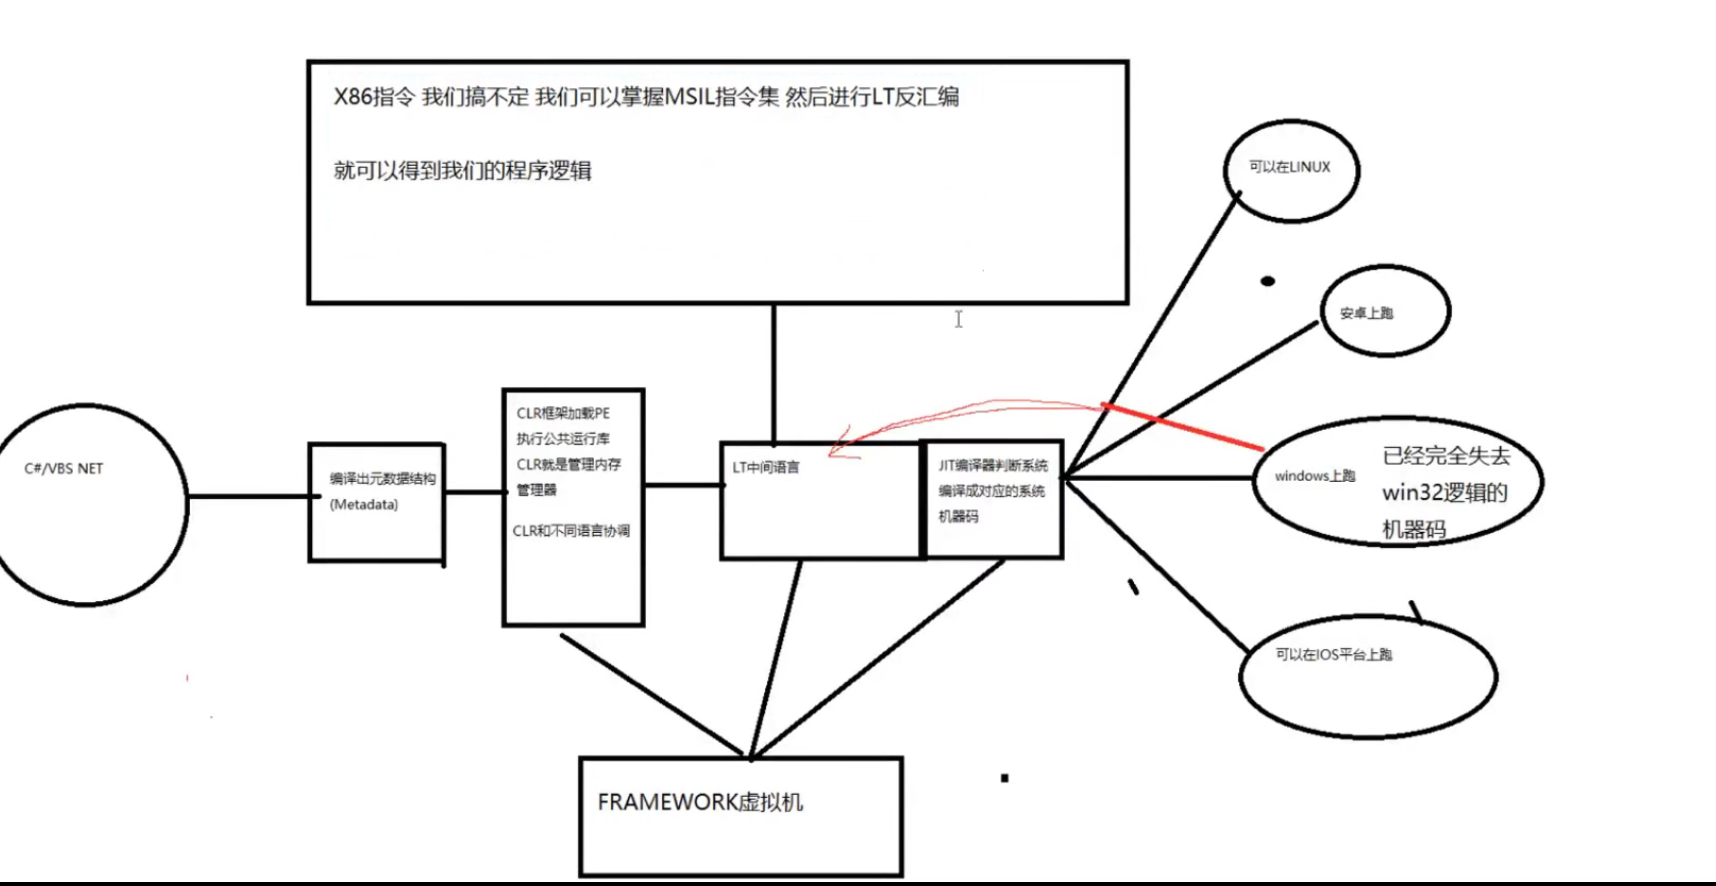 X86指令 我们搞不定 我们可以掌握MSIL指令集 然后进行LT反汇编
就可以得到我们的程序逻辑
C#/VBS NET
编译出元数据结构
(Metadata)
CLR框架加载PE
执行公共运行库
CLR就是管理内存
管理器
CLR和不同语言协调
LT中间语言
JIT编译器判断系统
编译成对应的系统
机器码
可以在LINUX
安卓上跑
windows上跑
已经完全失去
win32逻辑的
机器码
可以在IOS平台上跑
FRAMEWORK虚拟机